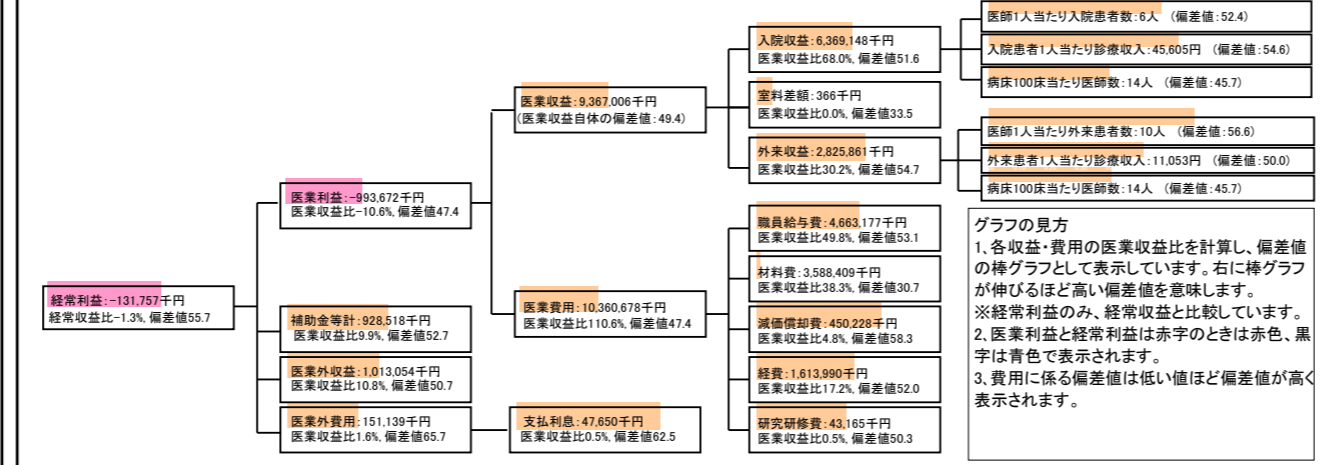 経常利益:-131,757千円
経常収比-1.3%, 偏差値55.7
医業利益:-993,672千円
医業収益比-10.6%, 偏差値47.4
補助金等計:928,518千円
医業収益比9.9%, 偏差値52.7
医業外収益:1,013,054千円
医業収益比10.8%, 偏差値50.7
医業外費用:151,139千円
医業収益比1.6%, 偏差値65.7
医業収益:9,367,006千円
(医業収益自体の偏差値:49.4)
医業費用:10,360,678千円
医業収益比110.6%, 偏差値47.4
支払利息:47,650千円
医業収益比0.5%, 偏差値62.5
入院収益:6,369,148千円
医業収益比68.0%, 偏差値51.6
室料差額:366千円
医業収益比0.0%, 偏差値33.5
外来収益:2,825,861千円
医業収益比30.2%, 偏差値54.7
職員給与費:4,663,177千円
医業収益比49.8%, 偏差値53.1
材料費:3,588,409千円
医業収益比38.3%, 偏差値30.7
減価償却費:450,228千円
医業収益比4.8%, 偏差値58.3
経費:1,613,990千円
医業収益比17.2%, 偏差値52.0
研究研修費:43,165千円
医業収益比0.5%, 偏差値50.3
医師1人当たり入院患者数:6人 (偏差値:52.4)
入院患者1人当たり診療収入:45,605円 (偏差値:54.6)
病床100床当たり医師数:14人 (偏差値:45.7)
医師1人当たり外来患者数:10人 (偏差値:56.6)
外来患者1人当たり診療収入:11,053円 (偏差値:50.0)
病床100床当たり医師数:14人 (偏差値:45.7)
グラフの見方
1、各収益・費用の医業収益比を計算し、偏差値
の棒グラフとして表示しています。右に棒グラフ
が伸びるほど高い偏差値を意味します。
※経常利益のみ、経常収益と比較しています。
2、医業利益と経常利益は赤字のときは赤色、黒
字は青色で表示されます。
3、費用に係る偏差値は低い値ほど偏差値が高く
表示されます。